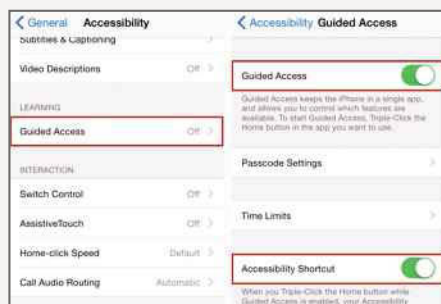 General Accessibility
Subtitles & Captioning
Video Descriptions Off
LEARNING
Guided Access Off
INTERACTION
Switch Control Off
AssistiveTouch Off
Home-click Speed Default
Call Audio Routing Automatic
Accessibility Guided Access
Guided Access
Guided Access keeps the iPhone in a single app,
and allows you to control which features are
available. To start Guided Access, Triple-Click the
Home button in the app you want to use.
Passcode Settings
Time Limits
Accessibility Shortcut
When you Triple-Click the Home button while
Guided Access is enabled, your Accessibility